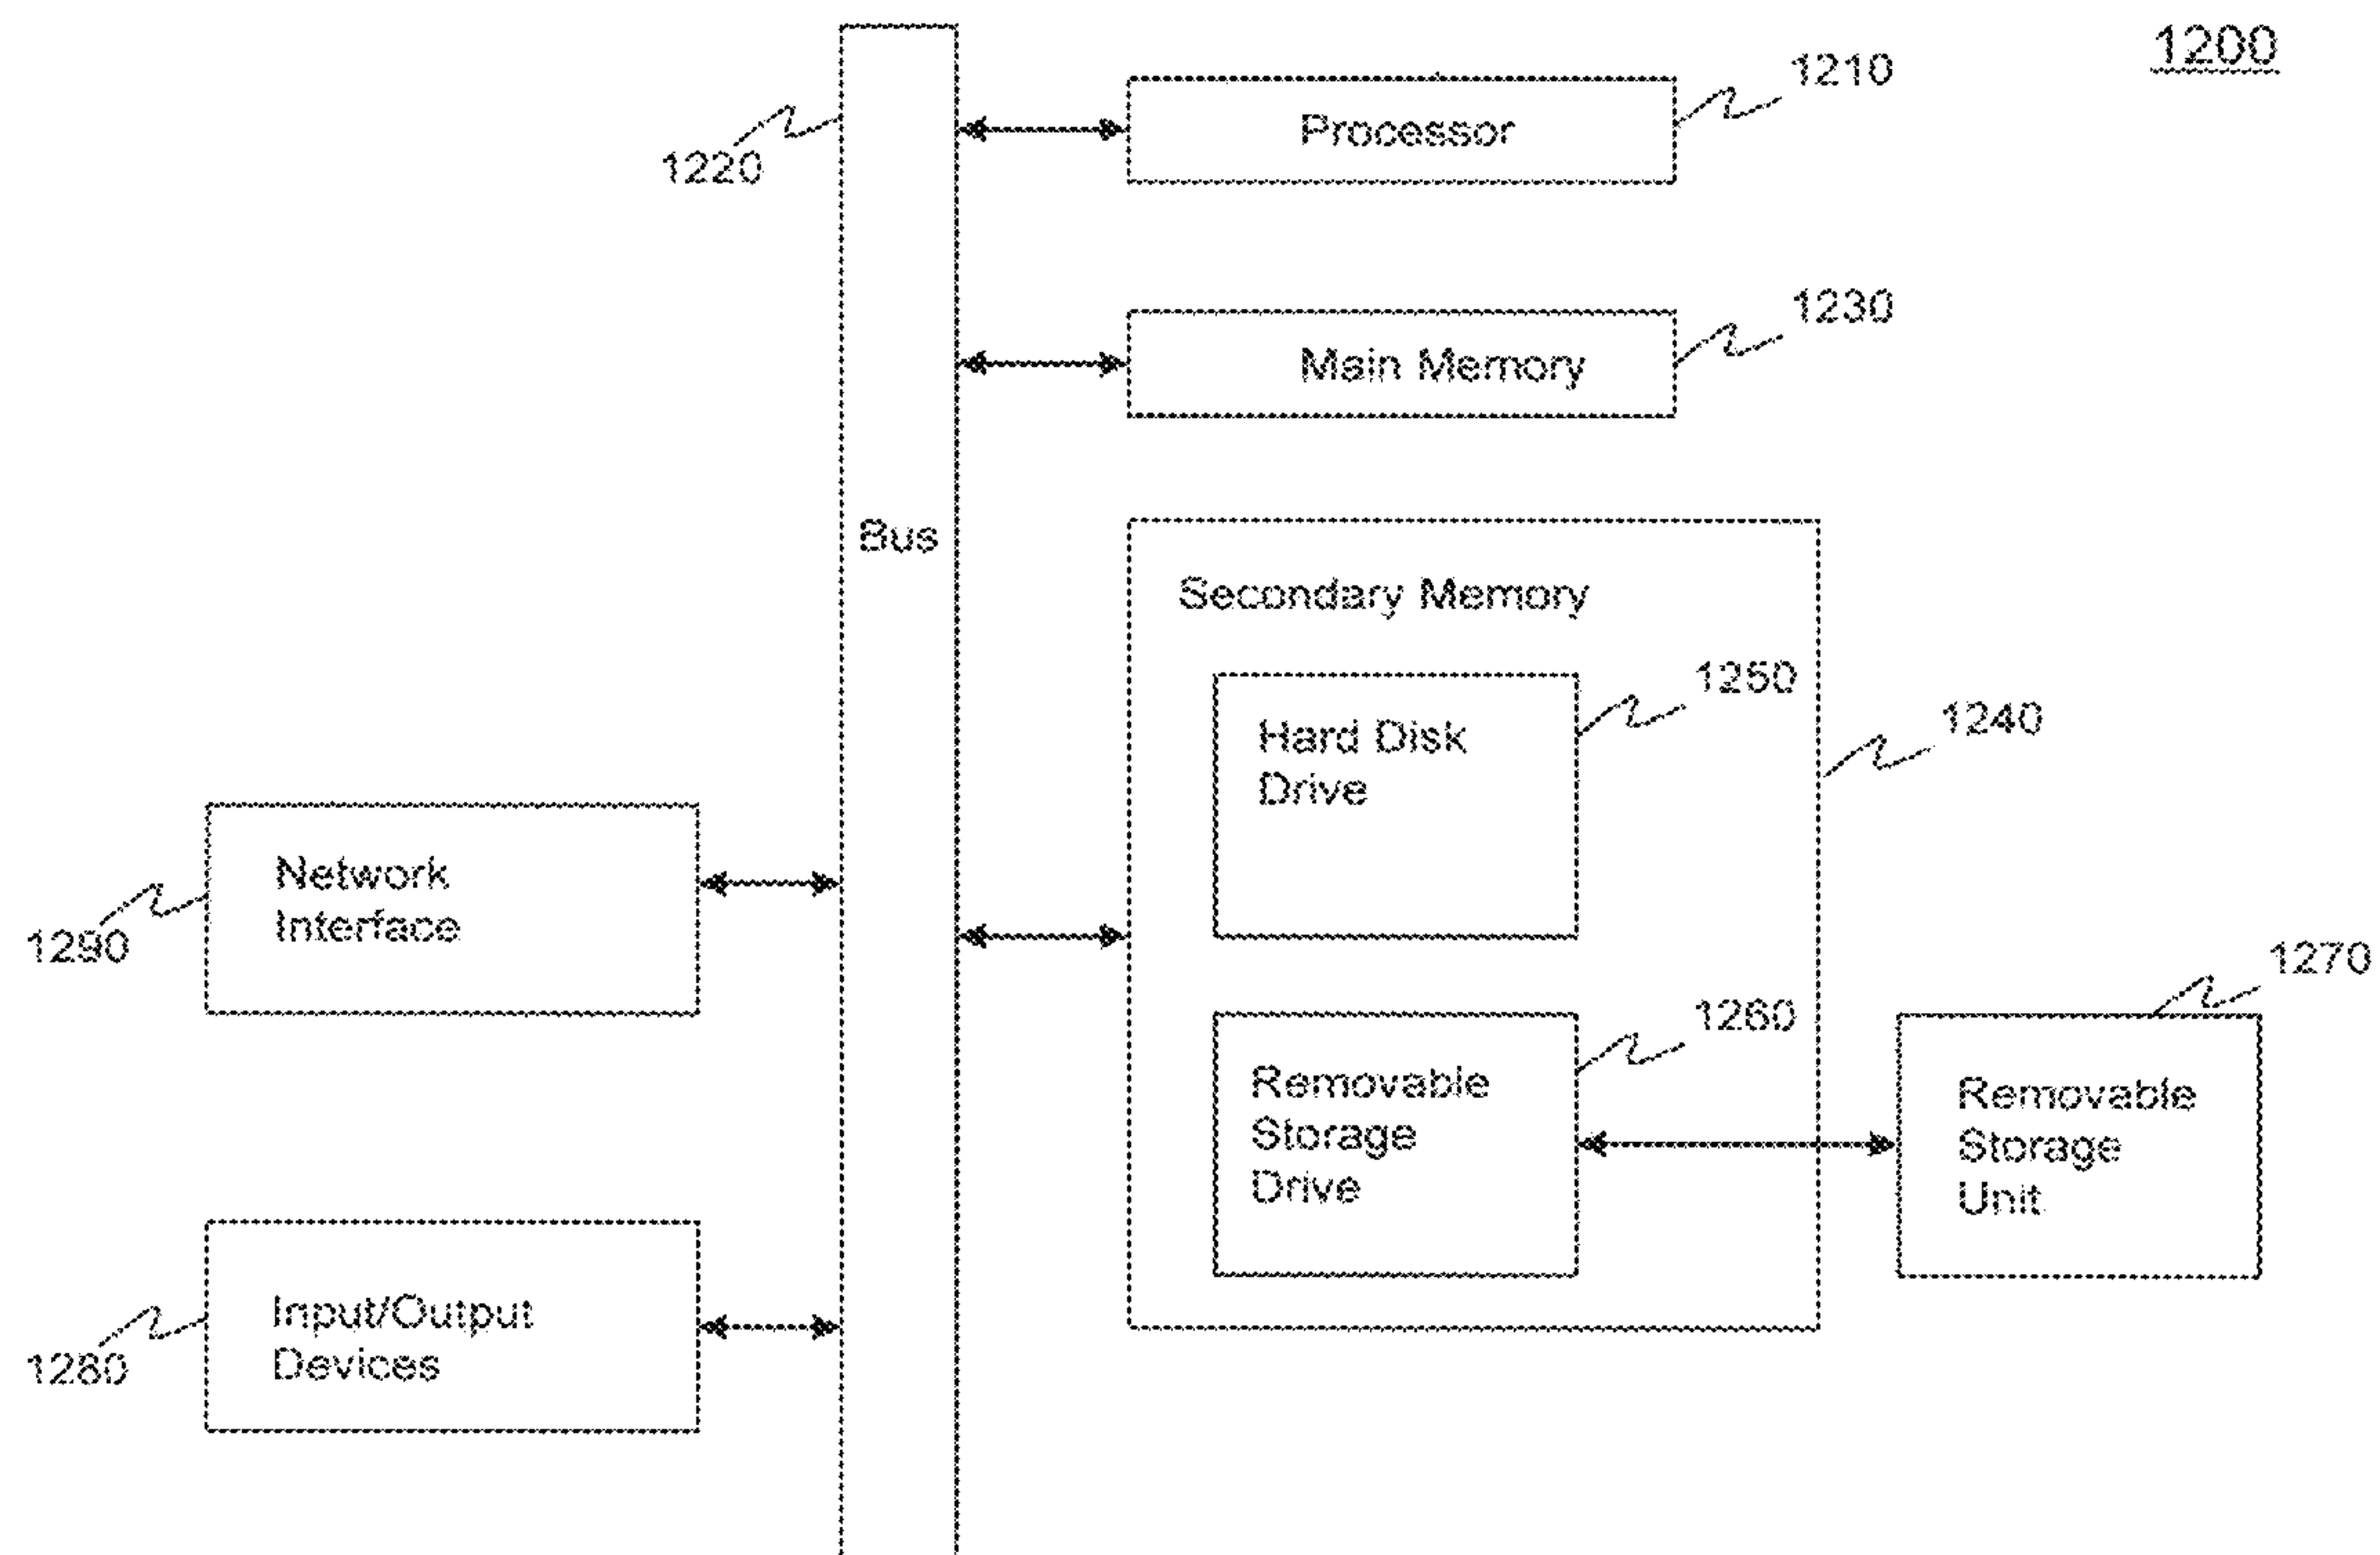 1200
1210
Processor
1220
1230
Main Memory
Bus
Secondary Memory
1250
Hard Disk
Drive
1240
Network
Interface
1290
1270
1260
Removable
Storage
Drive
Removable
Storage
Unit
Input/Output
Devices
1280